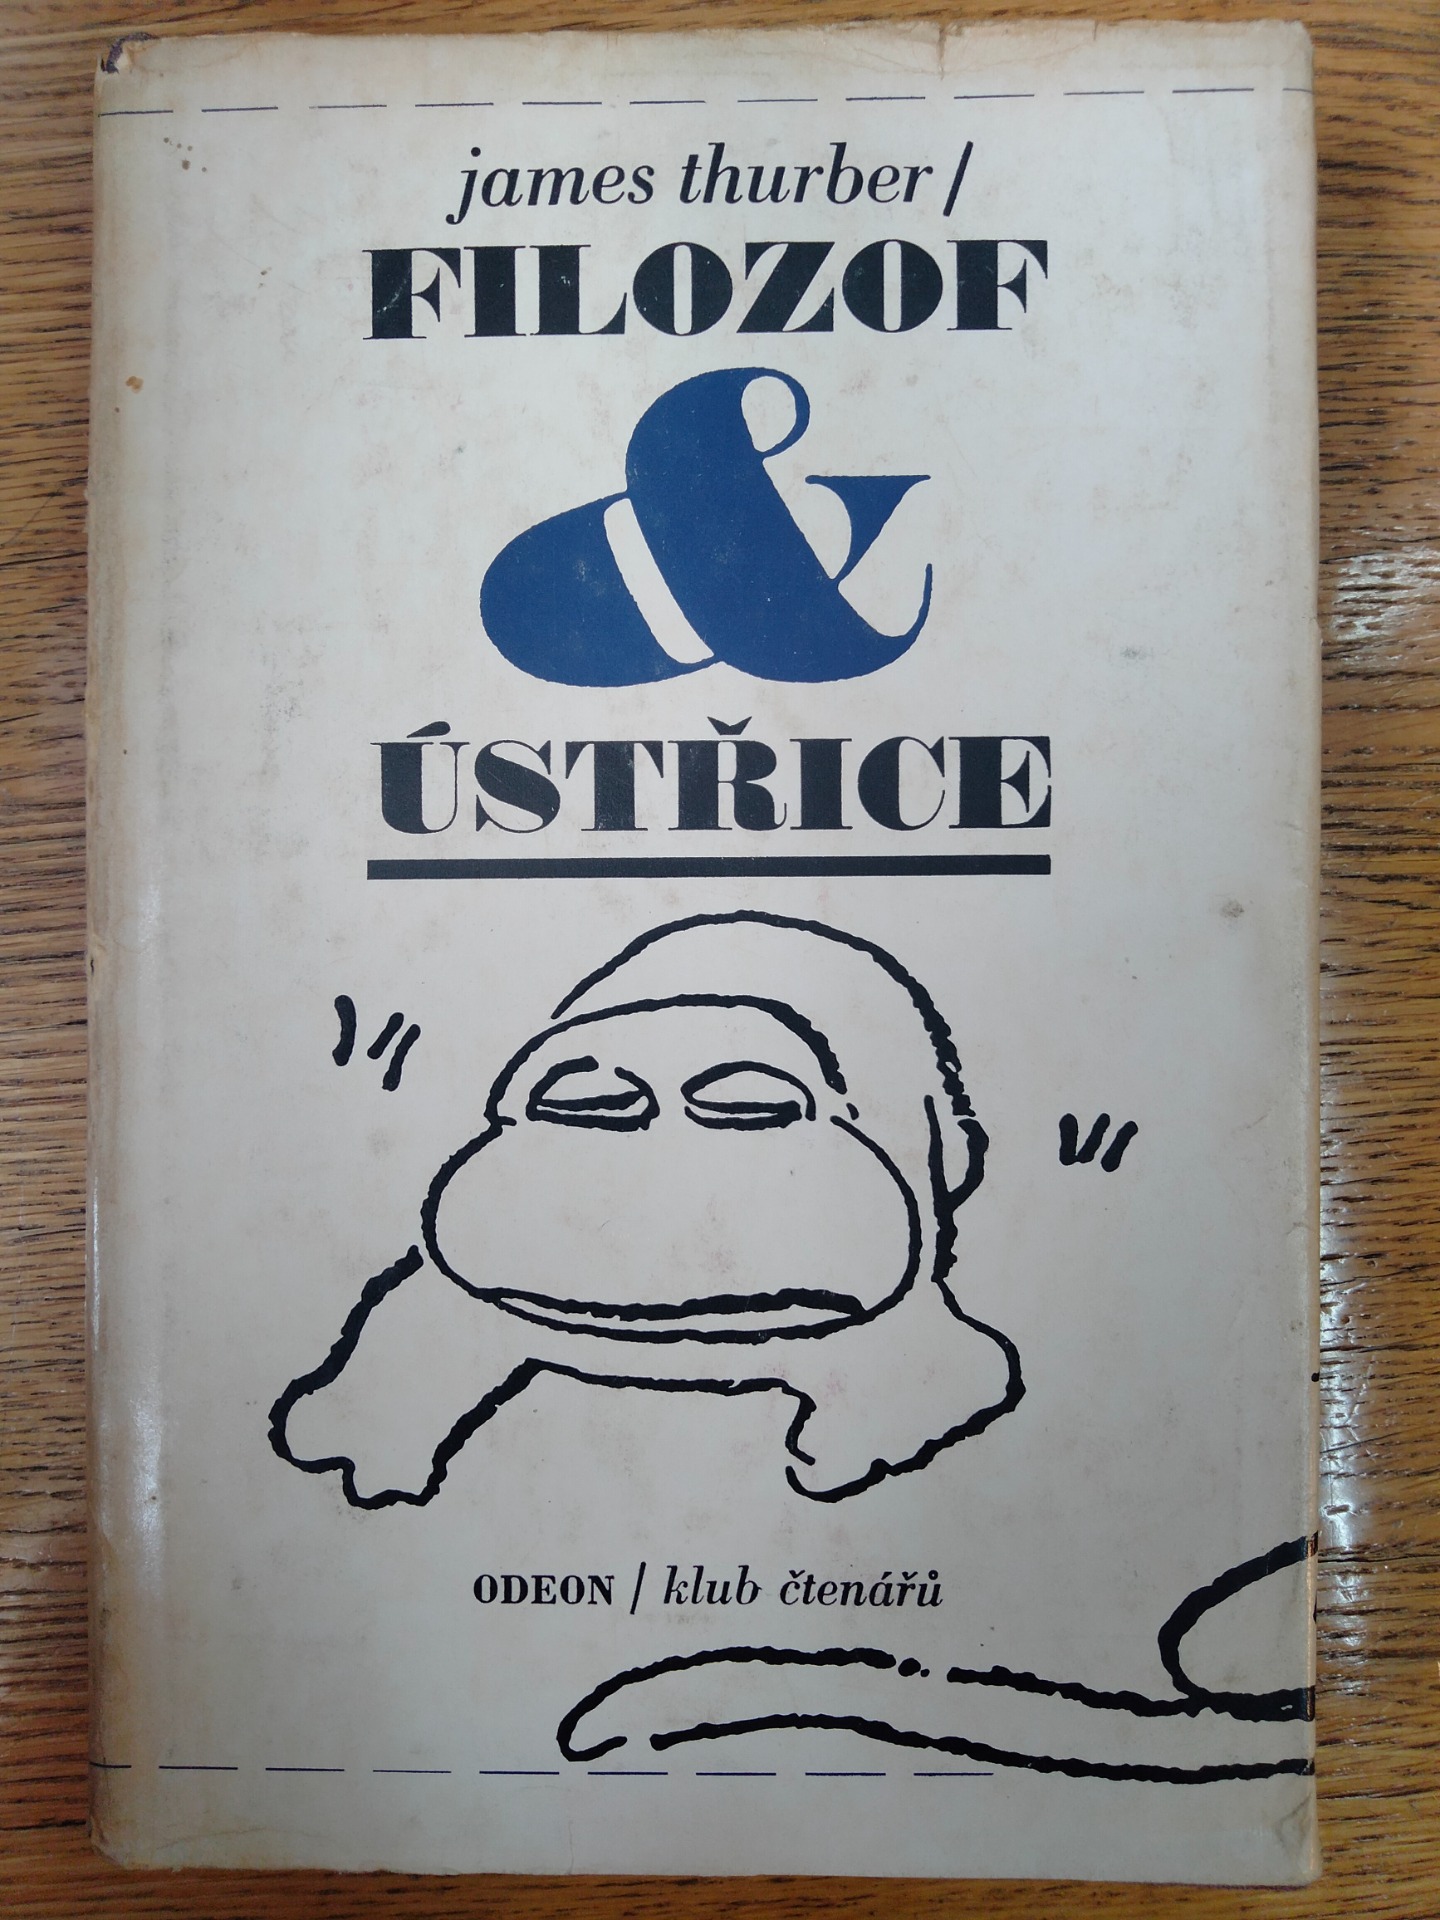 james thurber /
FILOZOF
&
ÚSTŘICE
ODEON / klub čtenářů